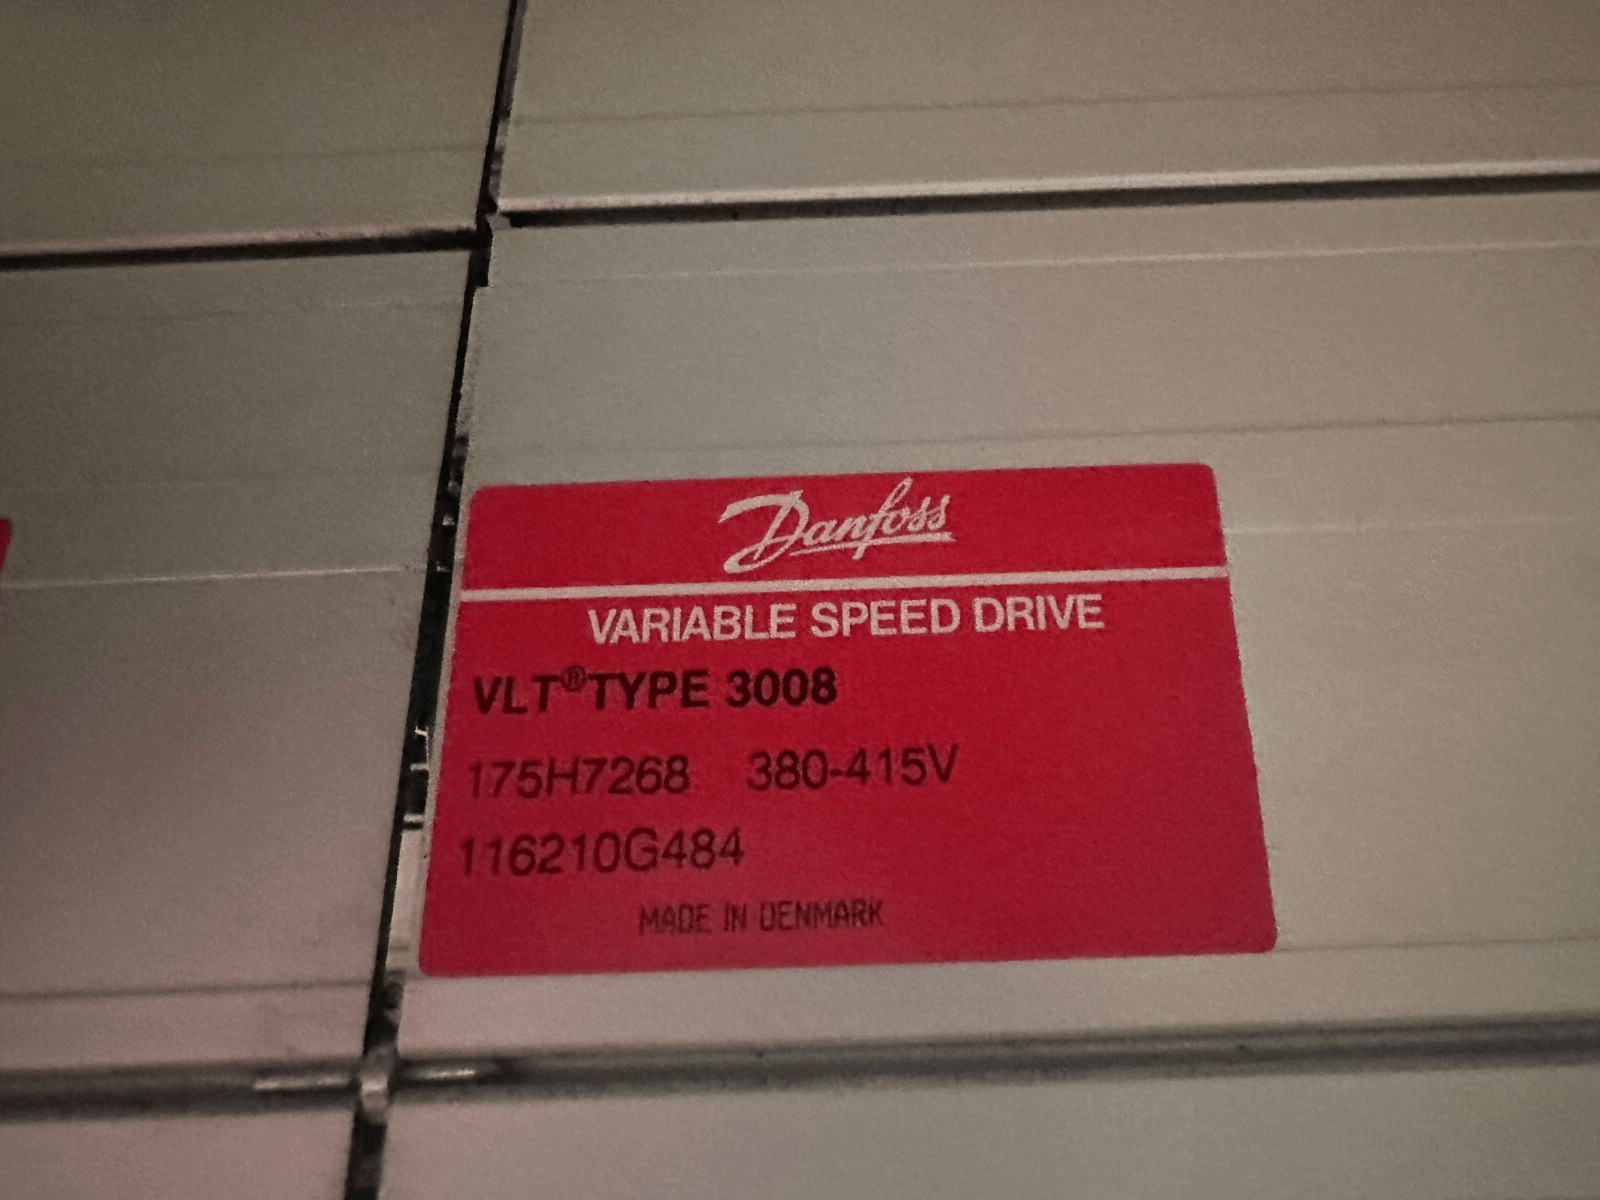 Danfoss
VARIABLE SPEED DRIVE
VLT®TYPE 3008
175H7268 380-415V
116210G484
MADE IN DENMARK